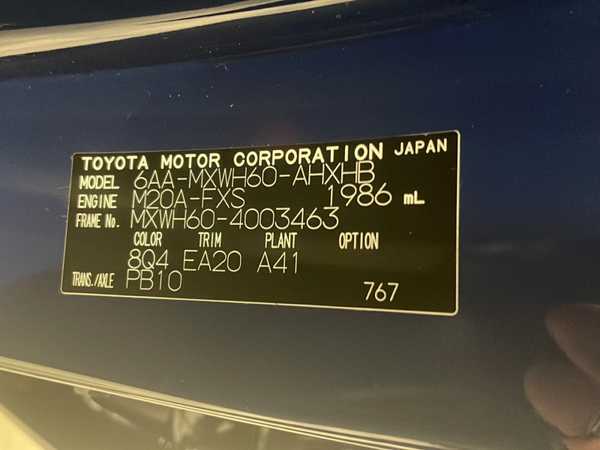 TOYOTA MOTOR CORPORATION JAPAN
MODEL 6AA-MXWH60-AHXHB
ENGINE M20A-FXS 1986 mL
FRAME No. MXWH60-4003463
COLOR TRIM PLANT OPTION
8Q4 EA20 A41
TRANS./AXLE PB10
767